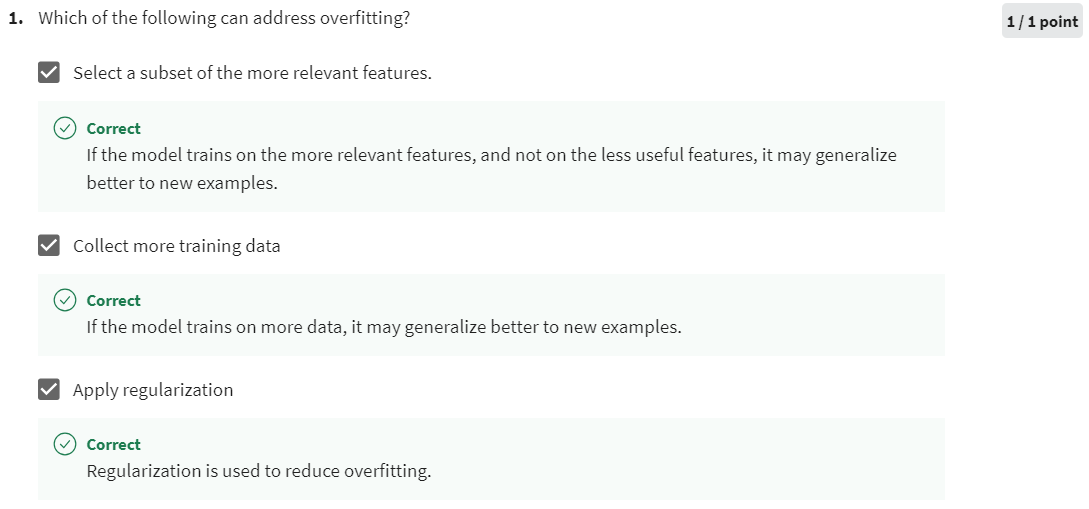 1. Which of the following can address overfitting?
1 / 1 point
Select a subset of the more relevant features.
Correct
If the model trains on the more relevant features, and not on the less useful features, it may generalize
better to new examples.
Collect more training data
Correct
If the model trains on more data, it may generalize better to new examples.
Apply regularization
Correct
Regularization is used to reduce overfitting.